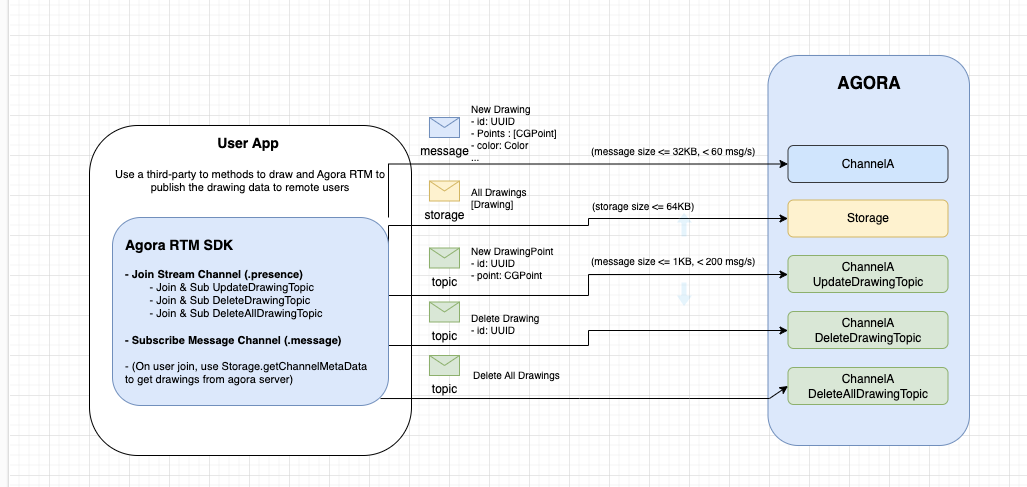 User App
Use a third-party to methods to draw and Agora RTM to
publish the drawing data to remote users
Agora RTM SDK
- Join Stream Channel (.presence)
- Join & Sub UpdateDrawingTopic
- Join & Sub DeleteDrawingTopic
- Join & Sub DeleteAllDrawingTopic
- Subscribe Message Channel (.message)
- (On user join, use Storage.getChannelMetaData
to get drawings from agora server)
message
New Drawing
- id: UUID
- Points : [CGPoint]
- color: Color
...
(message size <= 32KB, < 60 msg/s)
storage
All Drawings
[Drawing]
(storage size <= 64KB)
topic
New DrawingPoint
- id: UUID
- point: CGPoint
(message size <= 1KB, < 200 msg/s)
topic
Delete Drawing
- id: UUID
topic
Delete All Drawings
AGORA
ChannelA
Storage
ChannelA
UpdateDrawingTopic
ChannelA
DeleteDrawingTopic
ChannelA
DeleteAllDrawingTopic